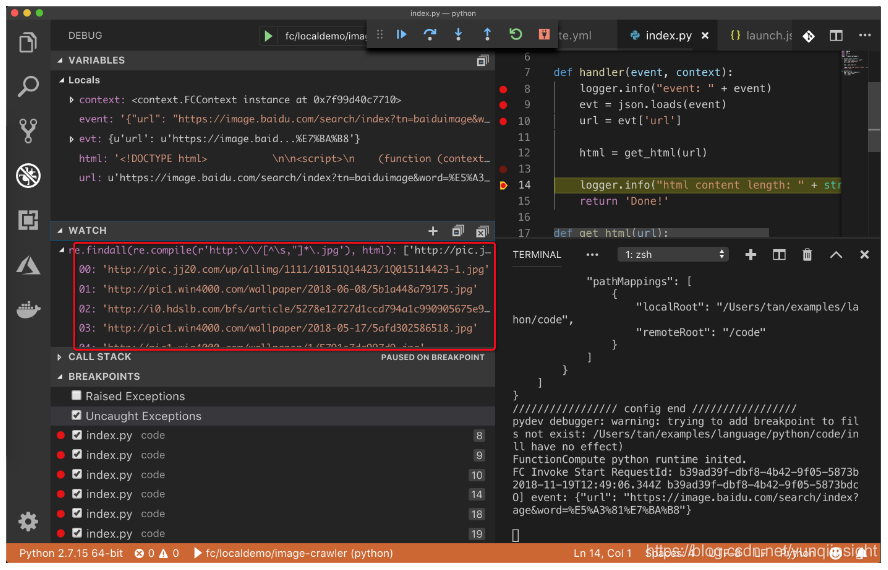 index.py — python
DEBUG
fc/localdemo/imag
te.yml
index.py
launch.js
VARIABLES
Locals
context: <context.FCContext instance at 0x7f99d40c7710>
event: '{"url": "https://image.baidu.com/search/index?tn=baiduimage&w…
evt: {u'url': u'https://image.baid...%E7%BA%B8'}
html: '<!DOCTYPE html> \n\n<script>\n (function (contex…
url: u'https://image.baidu.com/search/index?tn=baiduimage&word=%E5%A3…
WATCH
re.findall(re.compile(r'http:\/\/[^\s,"]*\.jpg'), html): ['http://pic.j…
00: 'http://pic.jj20.com/up/allimg/1111/10151Q14423/1Q015114423-1.jpg'
01: 'http://pic1.win4000.com/wallpaper/2018-06-08/5b1a448a79175.jpg'
02: 'http://i0.hdslb.com/bfs/article/5278e12727d1ccd794a1c990905675e9…
03: 'http://pic1.win4000.com/wallpaper/2018-05-17/5afd302586518.jpg'
CALL STACK
PAUSED ON BREAKPOINT
BREAKPOINTS
Raised Exceptions
Uncaught Exceptions
index.py code 8
index.py code 9
index.py code 10
index.py code 14
index.py code 18
index.py code 19
6
7 def handler(event, context):
8 logger.info("event: " + event)
9 evt = json.loads(event)
10 url = evt['url']
11
12 html = get_html(url)
13
14 logger.info("html content length: " + str
15 return 'Done!'
16
17 def get_html(url):
TERMINAL
1: zsh
"pathMappings": [
{
"localRoot": "/Users/tan/examples/la
hon/code",
"remoteRoot": "/code"
}
]
}
]
}
///////////////// config end /////////////////
pydev debugger: warning: trying to add breakpoint to fil
s not exist: /Users/tan/examples/language/python/code/in
ll have no effect)
FunctionCompute python runtime inited.
FC Invoke Start RequestId: b39ad39f-dbf8-4b42-9f05-5873b
2018-11-19T12:49:06.344Z b39ad39f-dbf8-4b42-9f05-5873bdc
O] event: {"url": "https://image.baidu.com/search/index?
age&word=%E5%A3%81%E7%BA%B8"}
Python 2.7.15 64-bit
0
0
fc/localdemo/image-crawler (python)
Ln 14, Col 1
Spaces: 4
UTF-8
LF
Python
https://blog.csdn.net/yunqiinsight